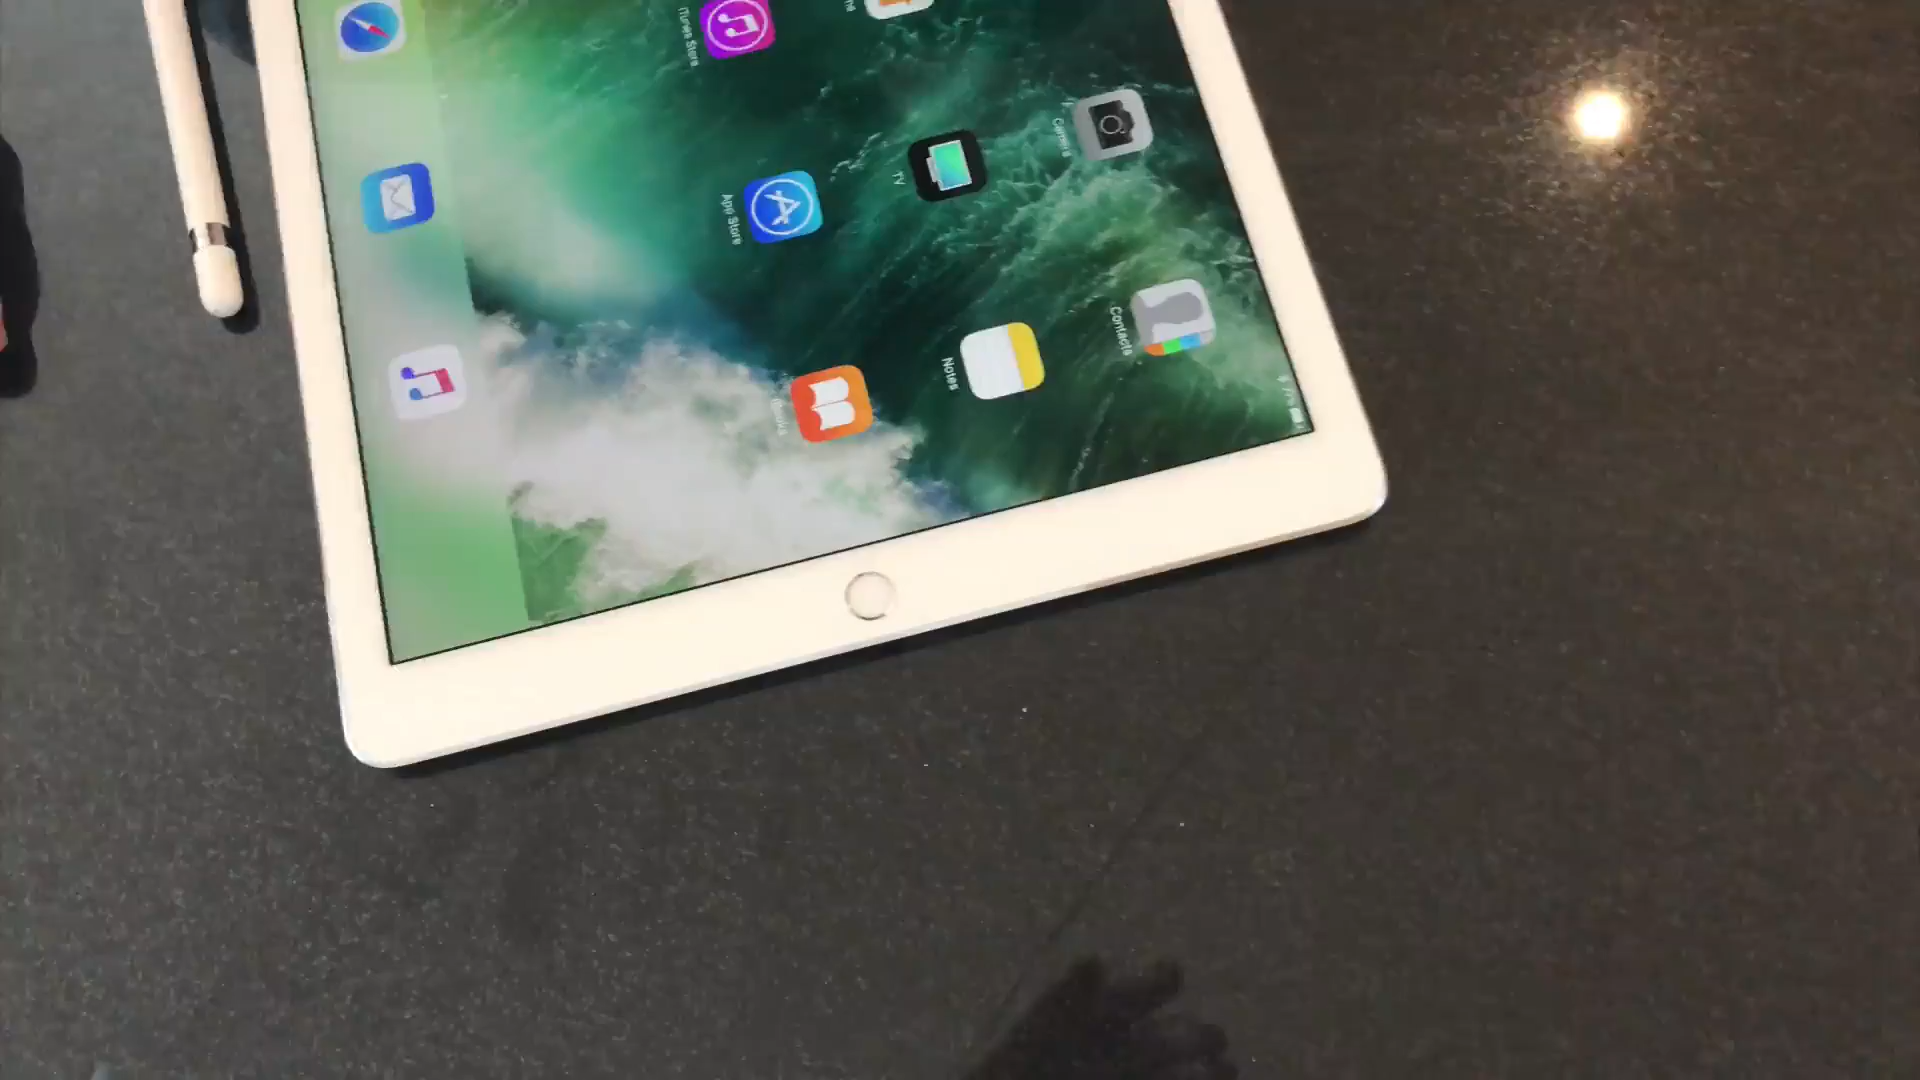 iTunes Store
Camera
TV
App Store
Contacts
Notes